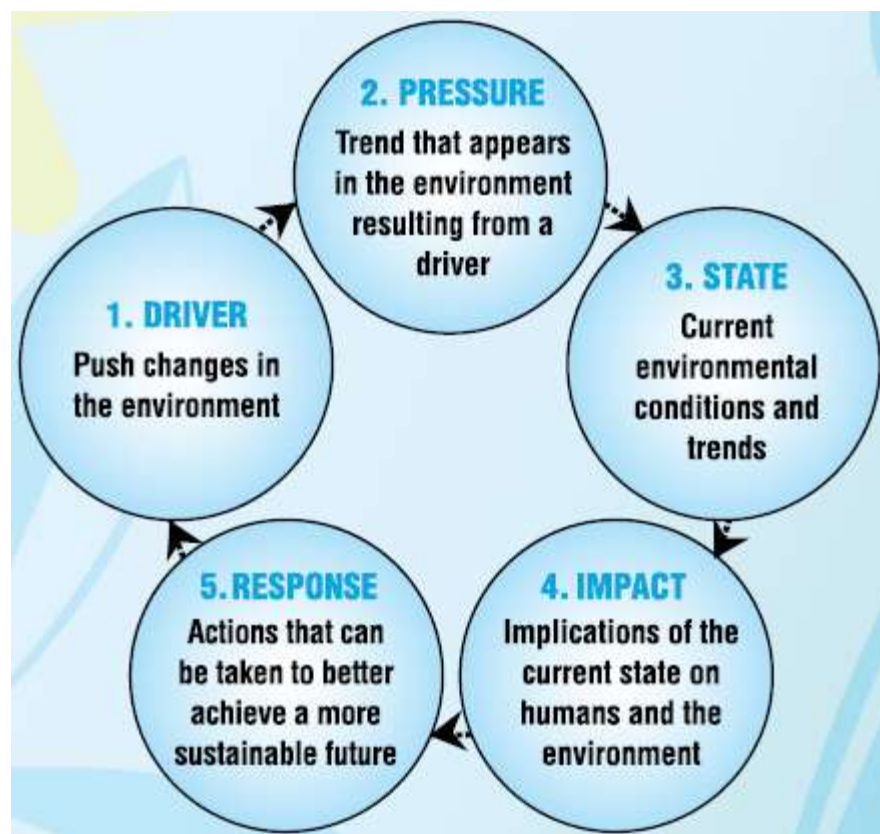 2. PRESSURE
Trend that appears
in the environment
resulting from a
driver
1. DRIVER
Push changes in
the environment
3. STATE
Current
environmental
conditions and
trends
5. RESPONSE
Actions that can
be taken to better
achieve a more
sustainable future
4. IMPACT
Implications of the
current state on
humans and the
environment